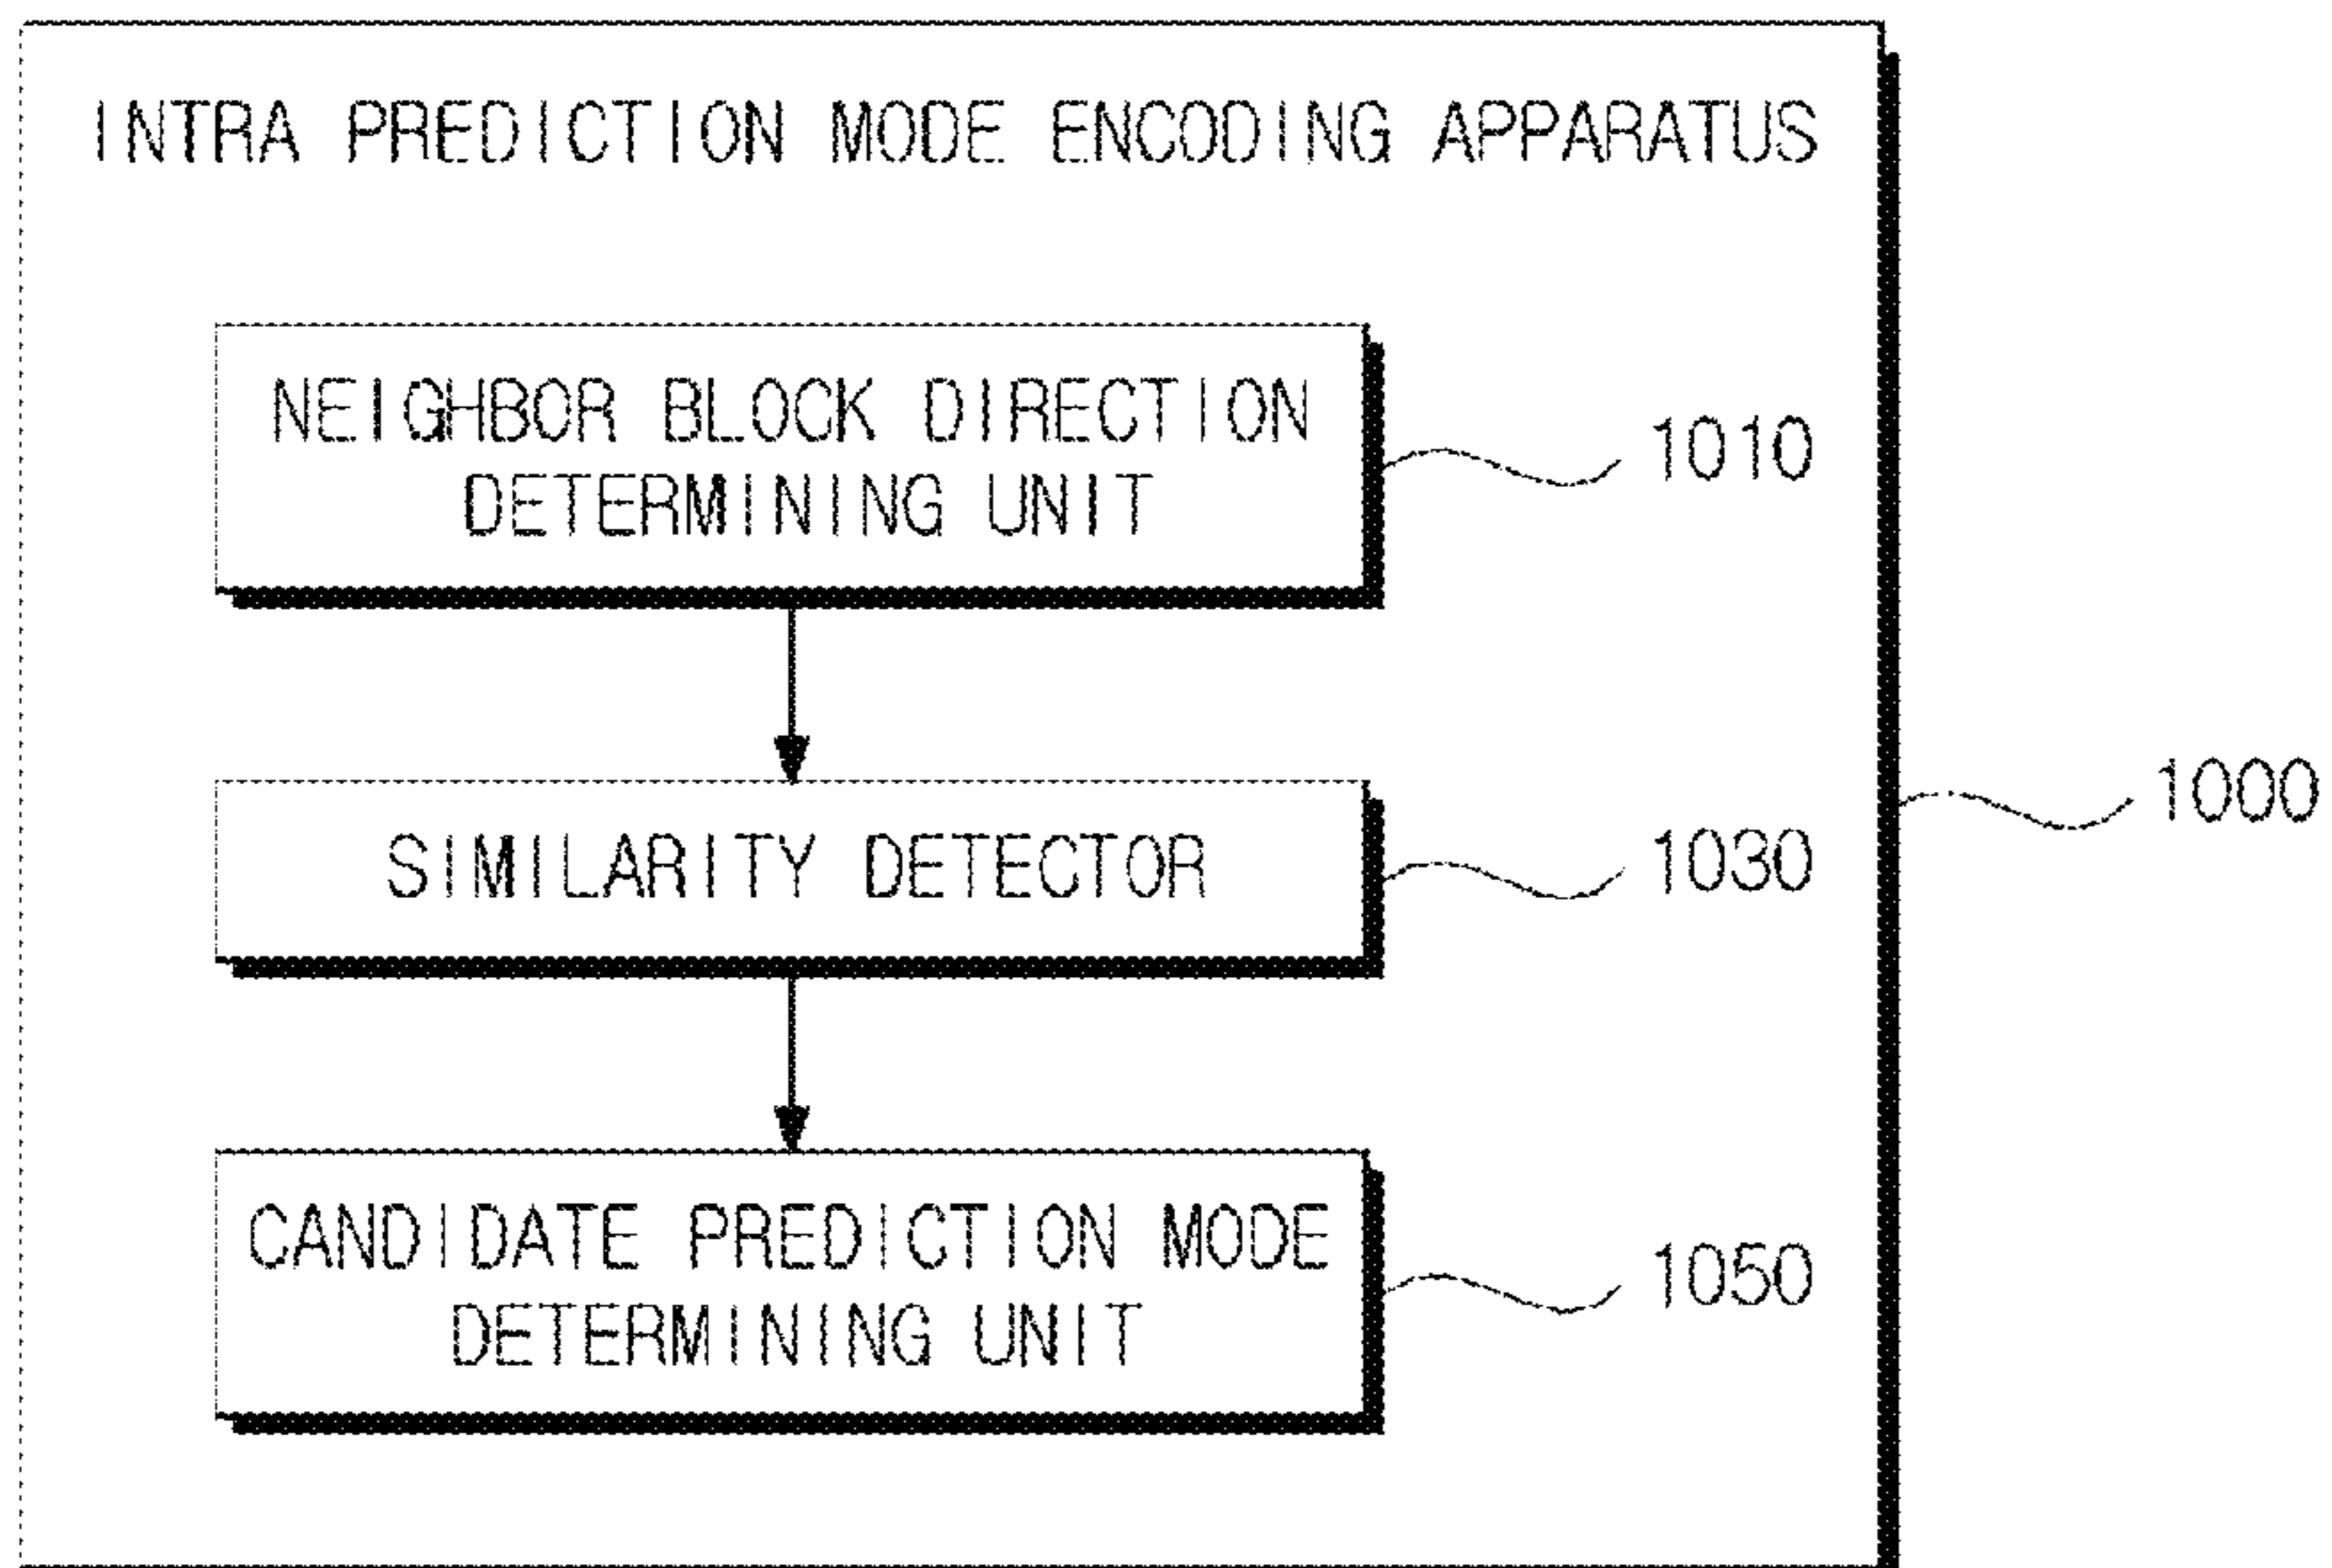 INTRA PREDICTION MODE ENCODING APPARATUS
NEIGHBOR BLOCK DIRECTION
DETERMINING UNIT
1010
SIMILARITY DETECTOR
1030
1000
CANDIDATE PREDICTION MODE
DETERMINING UNIT
1050